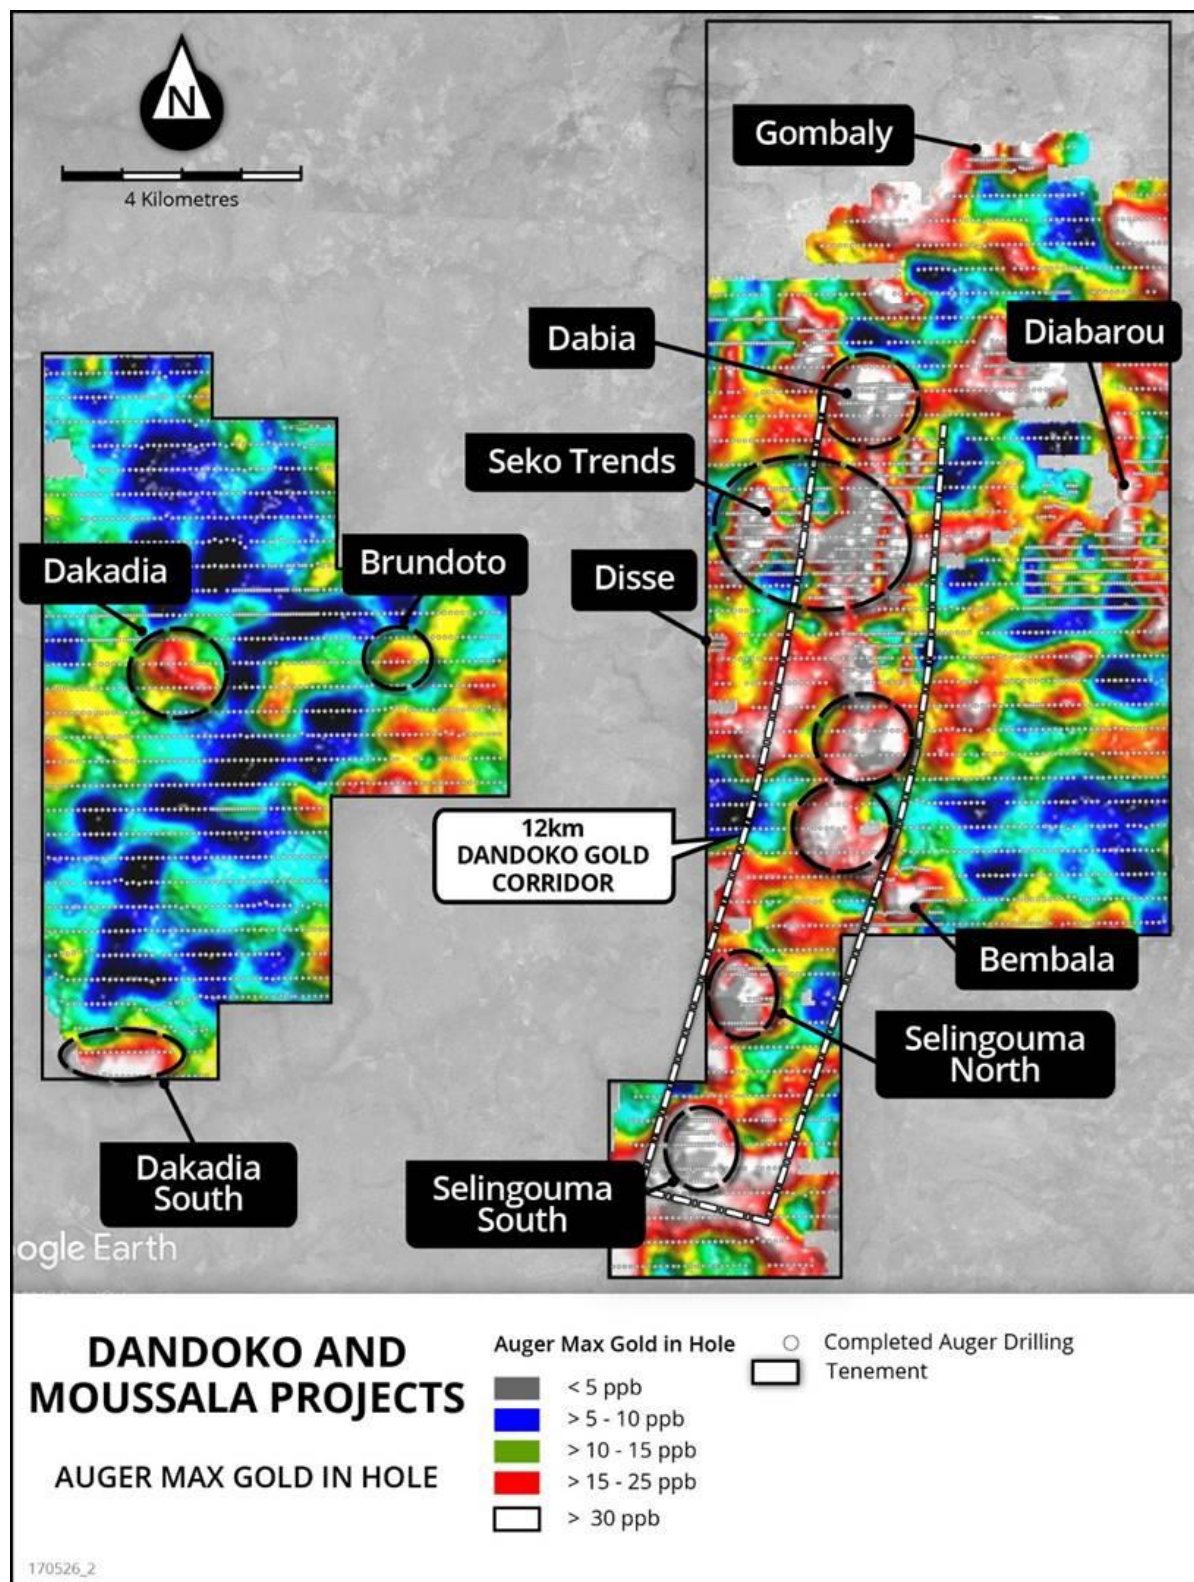 N
4 Kilometres
Gombaly
Dabia
Diabarou
Seko Trends
Dakadia
Brundoto
Disse
12km
DANDOKO GOLD
CORRIDOR
Bembala
Selingouma
North
Dakadia
South
Selingouma
South
ogle Earth
DANDOKO AND
MOUSSALA PROJECTS
AUGER MAX GOLD IN HOLE
Auger Max Gold in Hole
< 5 ppb
> 5 - 10 ppb
> 10 - 15 ppb
> 15 - 25 ppb
> 30 ppb
Completed Auger Drilling
Tenement
170526_2